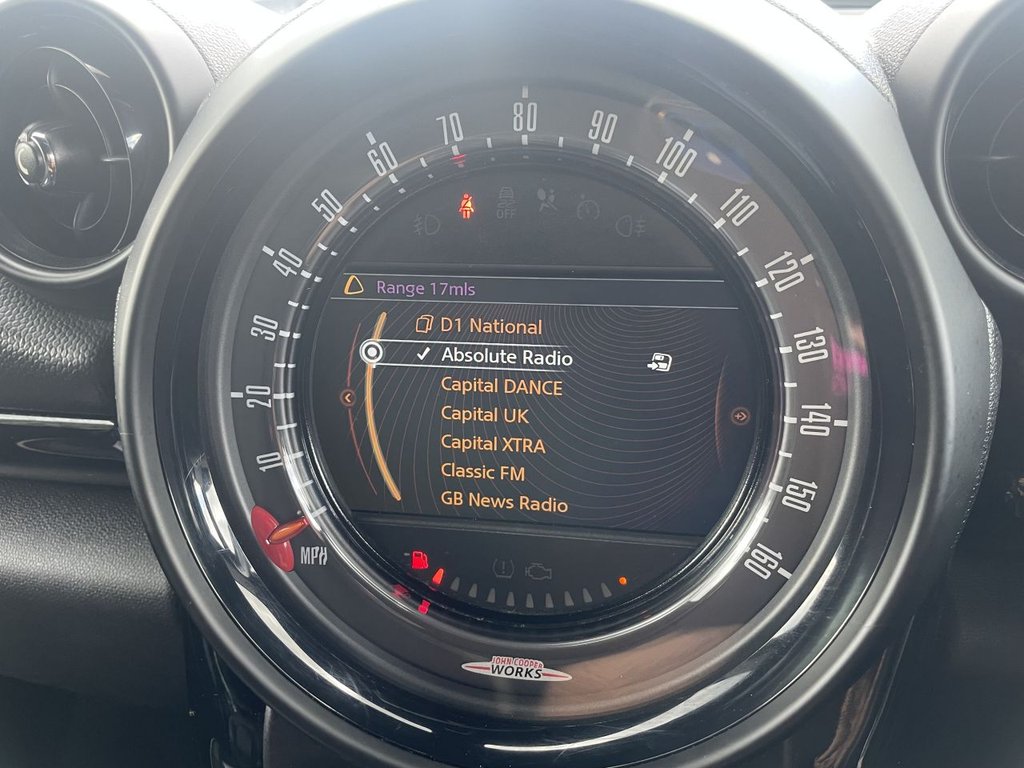 10
20
30
40
50
60
70
80
90
100
110
120
130
140
150
160
MPH
OFF
Range 17mls
D1 National
Absolute Radio
Capital DANCE
Capital UK
Capital XTRA
Classic FM
GB News Radio
JOHN COOPER
WORKS